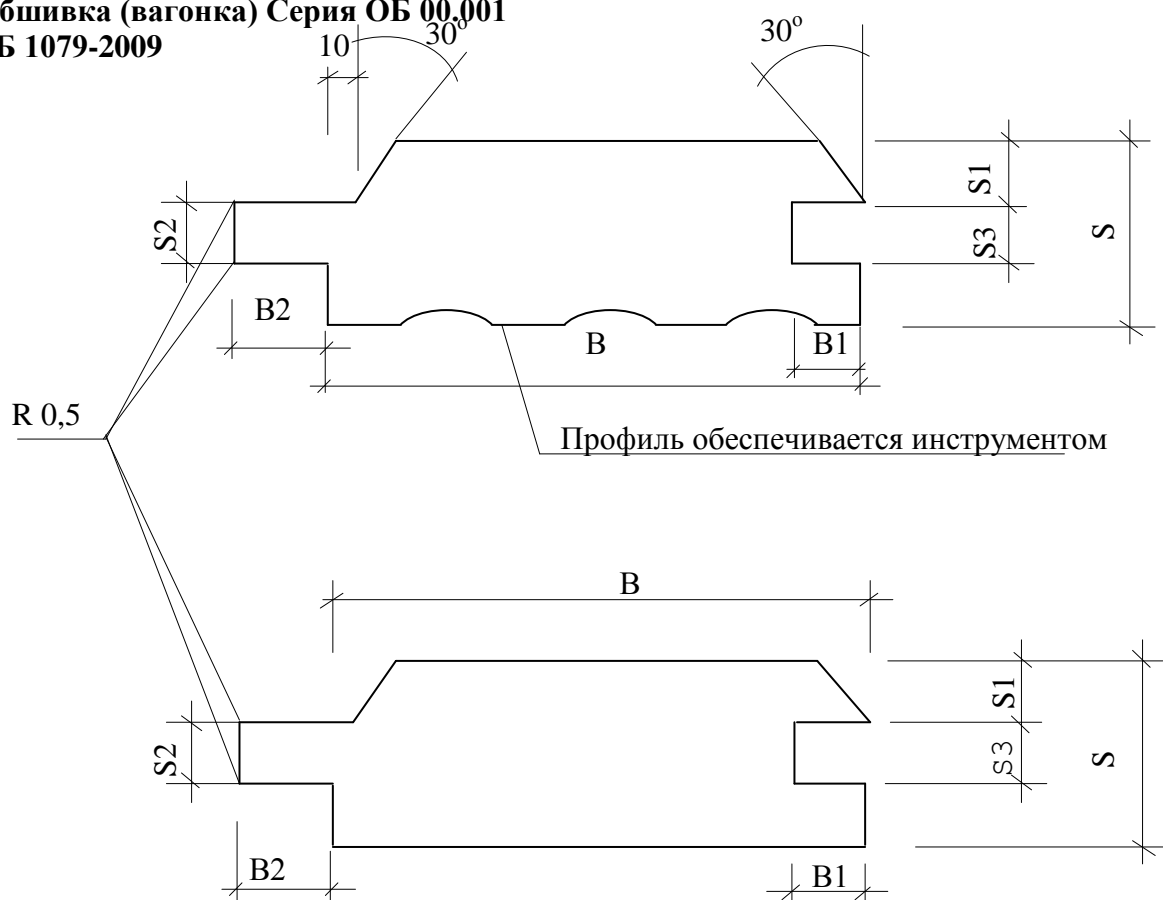 бшивка (вагонка) Серия ОБ 00.001
Б 1079-2009
10
30°
30°
S1
S2
S3
S
B2
B
B1
R 0,5
Профиль обеспечивается инструментом
B
S1
S2
S3
S
B2
B1